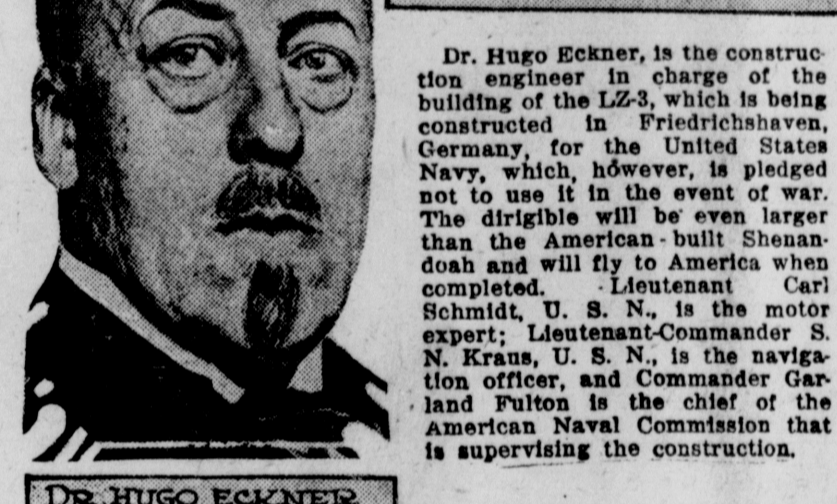 Dr. Hugo Eckner, is the construc-
tion engineer in charge of the
building of the LZ-3, which is being
constructed in Friedrichshaven,
Germany, for the United States
Navy, which, however, is pledged
not to use it in the event of war.
The dirigible will be even larger
than the American-built Shenan-
doah and will fly to America when
completed. Lieutenant Carl
Schmidt, U. S. N., is the motor
expert; Lieutenant-Commander S.
N. Kraus, U. S. N., is the naviga-
tion officer, and Commander Gar-
land Fulton is the chief of the
American Naval Commission that
is supervising the construction.
DR. HUGO ECKNER